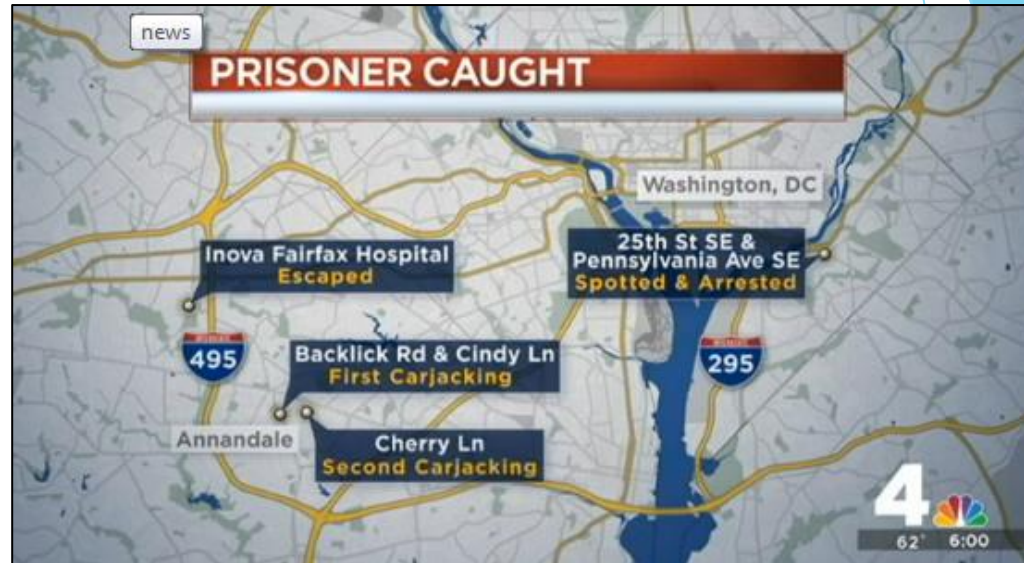 news
PRISONER CAUGHT
Washington, DC
25th St SE &
Pennsylvania Ave SE
Spotted & Arrested
Inova Fairfax Hospital
Escaped
495
295
Backlick Rd & Cindy Ln
First Carjacking
Annandale
Cherry Ln
Second Carjacking
4
62° 6:00